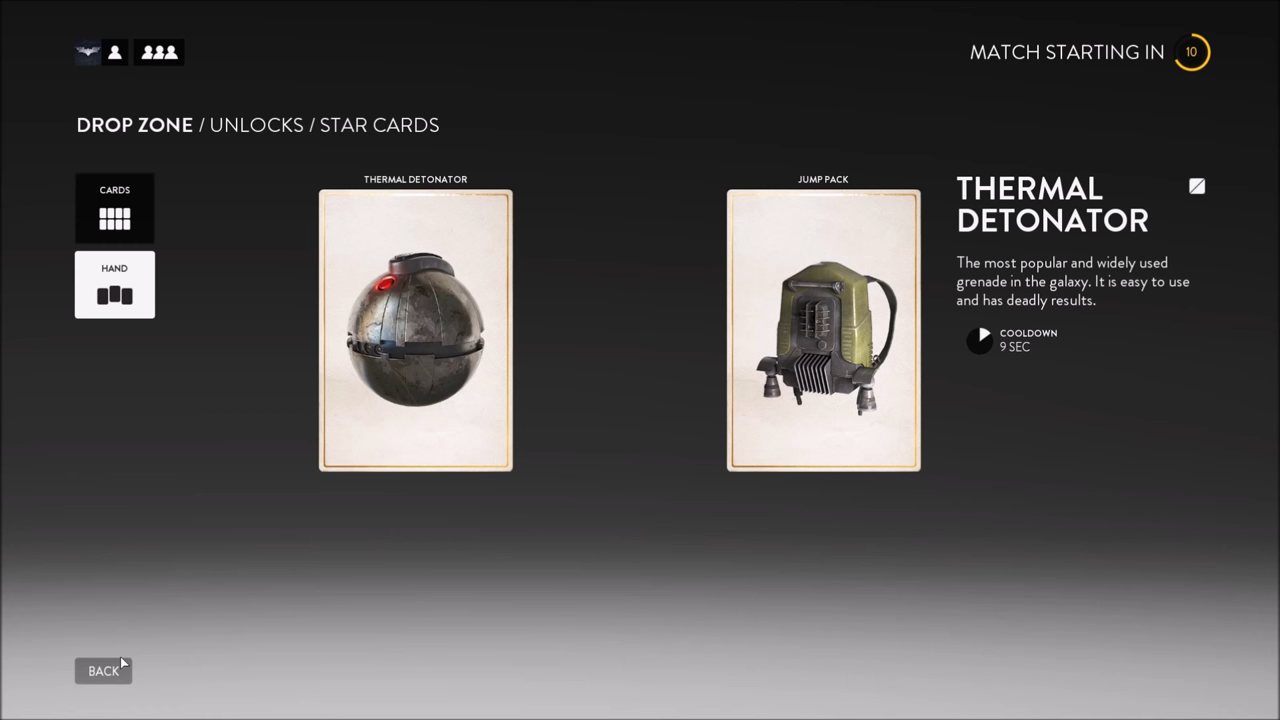 MATCH STARTING IN 10
DROP ZONE / UNLOCKS / STAR CARDS
CARDS
HAND
THERMAL DETONATOR
JUMP PACK
THERMAL
DETONATOR
The most popular and widely used
grenade in the galaxy. It is easy to use
and has deadly results.
COOLDOWN
9 SEC
BACK